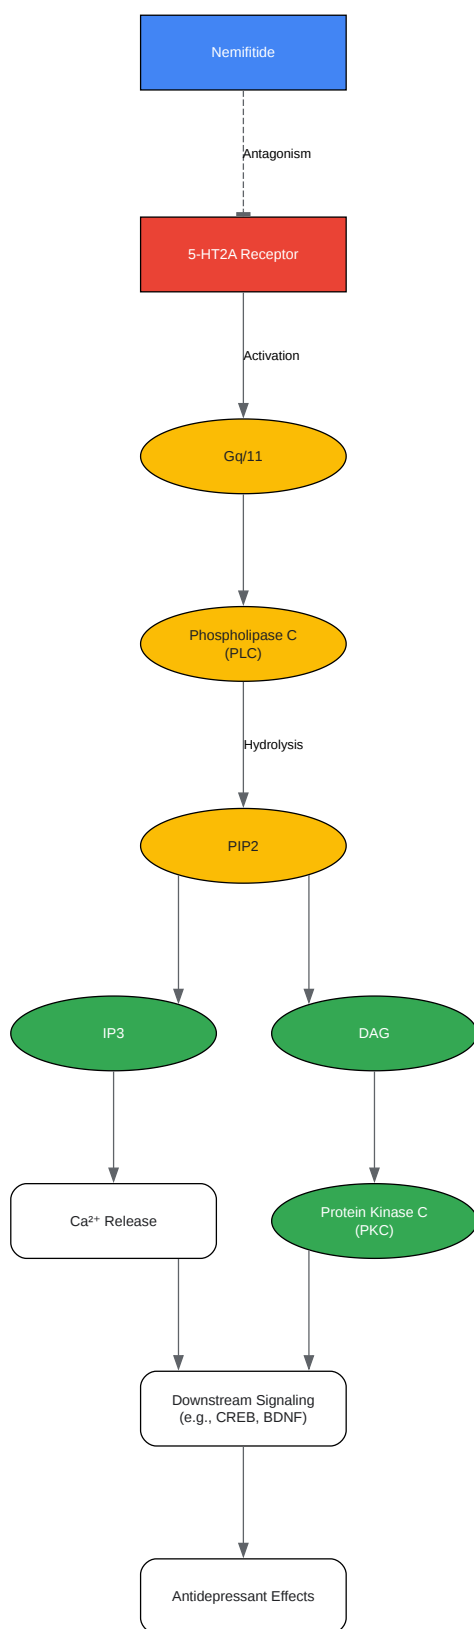 Nemifitide
Antagonism
5-HT2A Receptor
Activation
Gq/11
Phospholipase C
(PLC)
Hydrolysis
PIP2
IP3
DAG
Ca²⁺ Release
Protein Kinase C
(PKC)
Downstream Signaling
(e.g., CREB, BDNF)
Antidepressant Effects